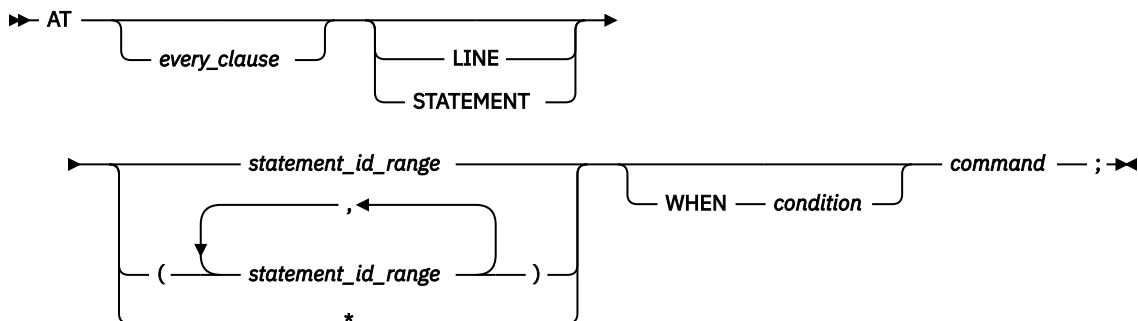 AT
every_clause
LINE
STATEMENT
statement_id_range
WHEN condition
command ;
,
( statement_id_range )
*